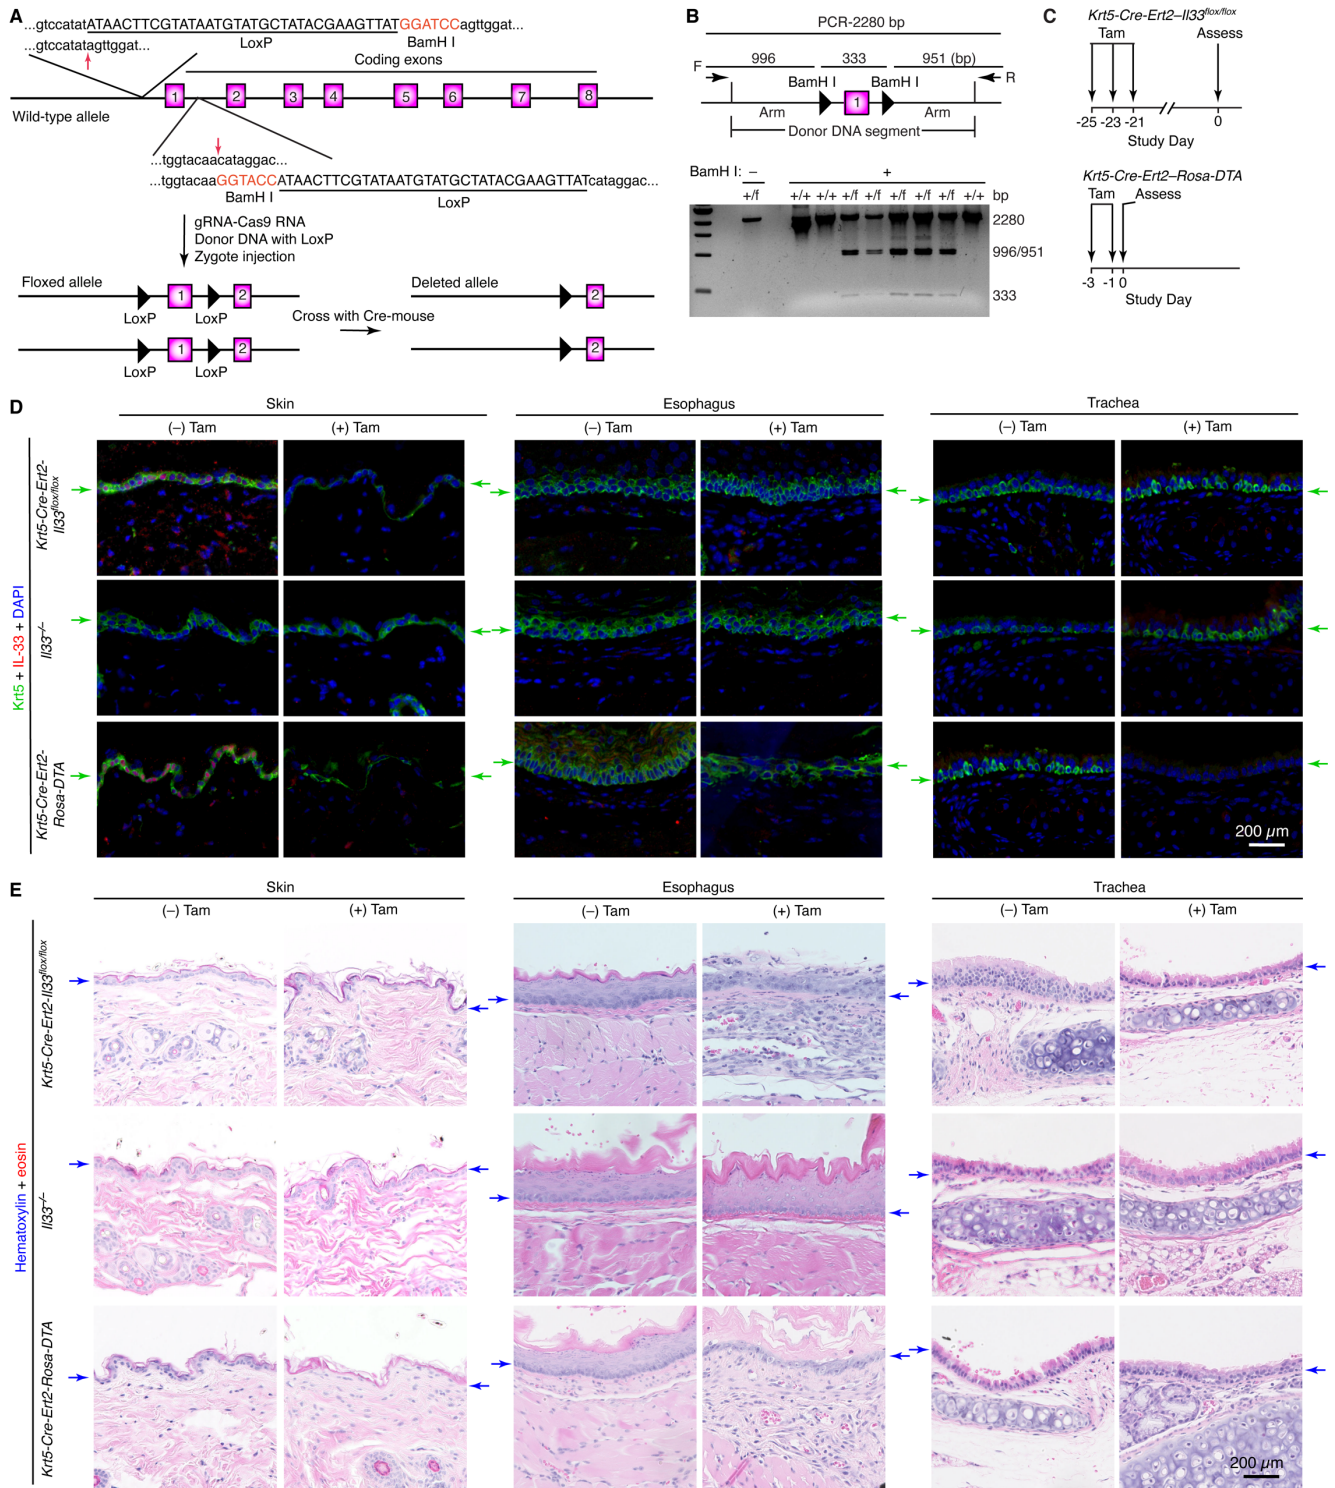 A
...gtccatatATAACTTCGTATAATGTATGCTATACGAAGTTATGGATCCagttggat...
LoxP
BamH I
...gtccatatagttggat...
Coding exons
1 2 3 4 5 6 7 8
Wild-type allele
...tggtacaacataggac...
...tggtacaaGGTACCATAACTTCGTATAATGTATGCTATACGAAGTTATcataggac...
BamH I
LoxP
gRNA-Cas9 RNA
Donor DNA with LoxP
Zygote injection
Floxed allele
Deleted allele
1 2 2
LoxP LoxP
Cross with Cre-mouse
1 2 2
LoxP LoxP
B
PCR-2280 bp
996 333 951 (bp)
F R
BamH I BamH I
1
Arm Arm
Donor DNA segment
BamH I: – +
+/f +/+ +/+ +/f +/f +/f +/f +/f +/+ bp
2280
996/951
333
C
Krt5-Cre-Ert2–Il33flox/flox
Tam Assess
-25 -23 -21 0
Study Day
Krt5-Cre-Ert2–Rosa-DTA
Tam Assess
-3 -1 0
Study Day
D
Skin Esophagus Trachea
(–) Tam (+) Tam (–) Tam (+) Tam (–) Tam (+) Tam
Krt5 + IL-33 + DAPI
Krt5-Cre-Ert2-
Il33flox/flox
Il33–/–
Krt5-Cre-Ert2-
Rosa-DTA
200 µm
E
Skin Esophagus Trachea
(–) Tam (+) Tam (–) Tam (+) Tam (–) Tam (+) Tam
Hematoxylin + eosin
Krt5-Cre-Ert2-Il33flox/flox
Il33–/–
Krt5-Cre-Ert2-Rosa-DTA
200 µm